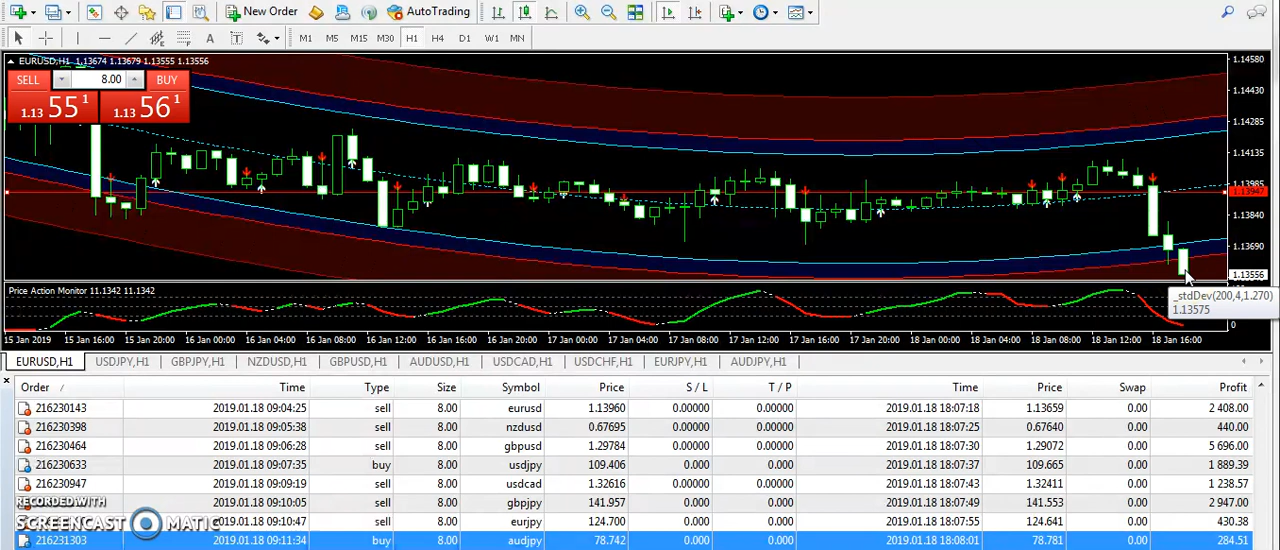 New Order AutoTrading
A T M1 M5 M15 M30 H1 H4 D1 W1 MN
EURUSD,H1 1.13674 1.13679 1.13555 1.13556
SELL 8.00 BUY
1.13 55 1 1.13 56 1
1.14580
1.14430
1.14285
1.14135
1.13985
1.13947
1.13840
1.13690
1.13556
Price Action Monitor 11.1342 11.1342
_stdDev(200,4,1.270)
1.13575
0
15 Jan 2019 15 Jan 16:00 16 Jan 00:00 16 Jan 04:00 16 Jan 08:00 16 Jan 12:00 16 Jan 16:00 17 Jan 00:00 17 Jan 04:00 17 Jan 08:00 17 Jan 12:00 17 Jan 16:00 18 Jan 00:00 18 Jan 04:00 18 Jan 08:00 18 Jan 12:00 18 Jan 16:00
EURUSD,H1 USDJPY,H1 GBPJPY,H1 NZDUSD,H1 GBPUSD,H1 AUDUSD,H1 USDCAD,H1 USDCHF,H1 EURJPY,H1 AUDJPY,H1
Order Time Type Size Symbol Price S / L T / P Time Price Swap Profit
216230143 2019.01.18 09:04:25 sell 8.00 eurusd 1.13960 0.00000 0.00000 2019.01.18 18:07:18 1.13659 0.00 2 408.00
216230398 2019.01.18 09:05:38 sell 8.00 nzdusd 0.67695 0.00000 0.00000 2019.01.18 18:07:25 0.67640 0.00 440.00
216230464 2019.01.18 09:06:28 sell 8.00 gbpusd 1.29784 0.00000 0.00000 2019.01.18 18:07:30 1.29072 0.00 5 696.00
216230633 2019.01.18 09:07:35 buy 8.00 usdjpy 109.406 0.000 0.000 2019.01.18 18:07:37 109.665 0.00 1 889.39
216230947 2019.01.18 09:09:19 sell 8.00 usdcad 1.32616 0.00000 0.00000 2019.01.18 18:07:43 1.32411 0.00 1 238.57
2019.01.18 09:10:05 sell 8.00 gbpjpy 141.957 0.000 0.000 2019.01.18 18:07:49 141.553 0.00 2 947.00
2019.01.18 09:10:47 sell 8.00 eurjpy 124.700 0.000 0.000 2019.01.18 18:07:55 124.641 0.00 430.38
216231303 2019.01.18 09:11:34 buy 8.00 audjpy 78.742 0.000 0.000 2019.01.18 18:08:01 78.781 0.00 284.51
RECORDED WITH
SCREENCAST MATIC